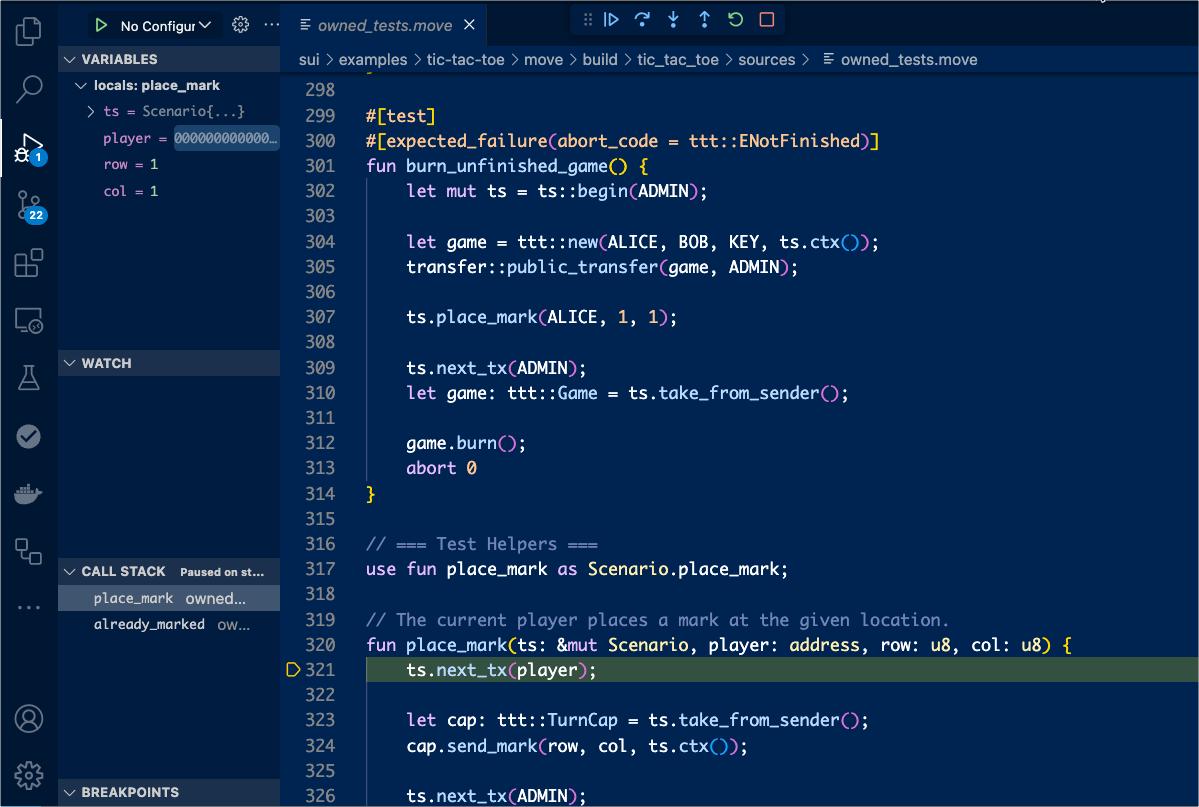 No Configur
owned_tests.move
VARIABLES
sui > examples > tic-tac-toe > move > build > tic_tac_toe > sources > owned_tests.move
locals: place_mark
ts = Scenario{...}
player = 000000000000…
row = 1
col = 1
1
22
WATCH
CALL STACK Paused on st...
place_mark owned...
already_marked ow...
BREAKPOINTS
298
299 #[test]
300 #[expected_failure(abort_code = ttt::ENotFinished)]
301 fun burn_unfinished_game() {
302 let mut ts = ts::begin(ADMIN);
303
304 let game = ttt::new(ALICE, BOB, KEY, ts.ctx());
305 transfer::public_transfer(game, ADMIN);
306
307 ts.place_mark(ALICE, 1, 1);
308
309 ts.next_tx(ADMIN);
310 let game: ttt::Game = ts.take_from_sender();
311
312 game.burn();
313 abort 0
314 }
315
316 // === Test Helpers ===
317 use fun place_mark as Scenario.place_mark;
318
319 // The current player places a mark at the given location.
320 fun place_mark(ts: &mut Scenario, player: address, row: u8, col: u8) {
321 ts.next_tx(player);
322
323 let cap: ttt::TurnCap = ts.take_from_sender();
324 cap.send_mark(row, col, ts.ctx());
325
326 ts.next_tx(ADMIN);